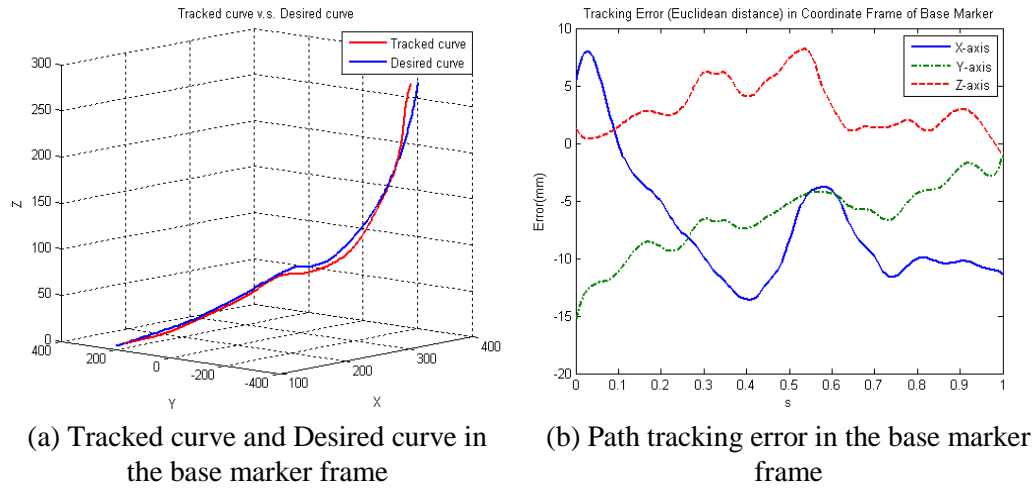 Tracked curve v.s. Desired curve
Tracked curve
Desired curve
300
250
200
150
100
50
0
Z
400
200
0
-200
-400
Y
100
200
300
400
X
(a) Tracked curve and Desired curve in
the base marker frame
Tracking Error (Euclidean distance) in Coordinate Frame of Base Marker
X-axis
Y-axis
Z-axis
10
5
0
-5
-10
-15
-20
Error(mm)
0 0.1 0.2 0.3 0.4 0.5 0.6 0.7 0.8 0.9 1
s
(b) Path tracking error in the base marker
frame